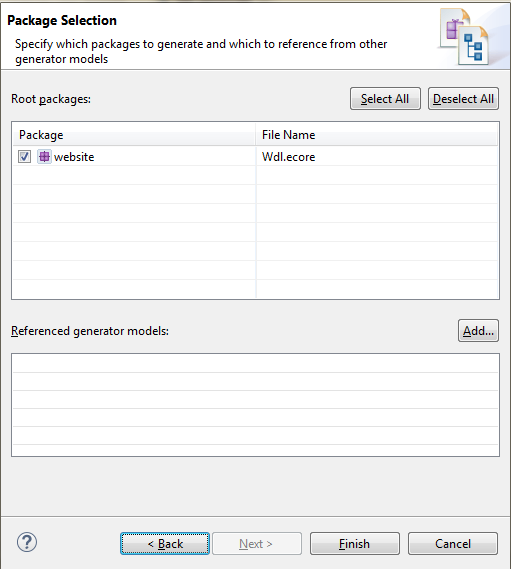 Package Selection
Specify which packages to generate and which to reference from other
generator models
Root packages:
Select All
Deselect All
Package
File Name
website
Wdl.ecore
Referenced generator models:
Add...
?
< Back
Next >
Finish
Cancel